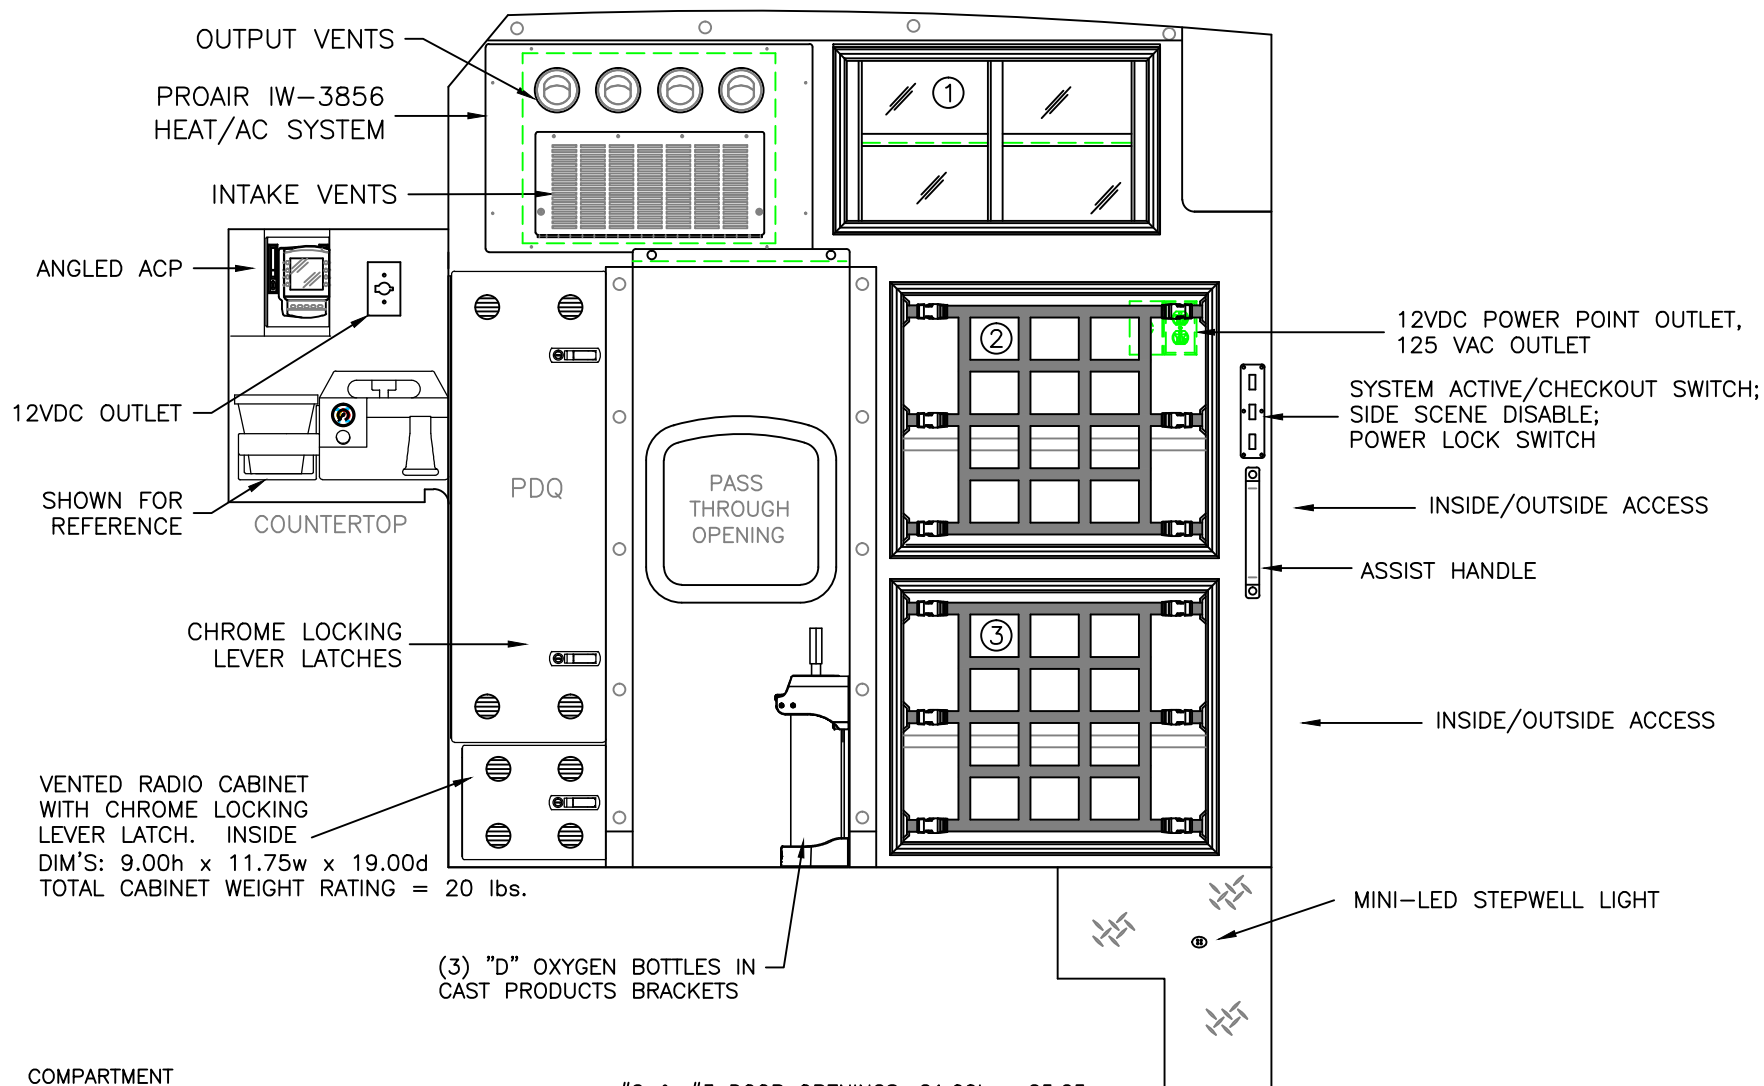 OUTPUT VENTS
PROAIR IW-3856
HEAT/AC SYSTEM
INTAKE VENTS
ANGLED ACP
12VDC OUTLET
SHOWN FOR
REFERENCE
COUNTERTOP
PDQ
PASS
THROUGH
OPENING
1
2
3
12VDC POWER POINT OUTLET,
125 VAC OUTLET
SYSTEM ACTIVE/CHECKOUT SWITCH;
SIDE SCENE DISABLE;
POWER LOCK SWITCH
INSIDE/OUTSIDE ACCESS
ASSIST HANDLE
CHROME LOCKING
LEVER LATCHES
INSIDE/OUTSIDE ACCESS
VENTED RADIO CABINET
WITH CHROME LOCKING
LEVER LATCH. INSIDE
DIM'S: 9.00h x 11.75w x 19.00d
TOTAL CABINET WEIGHT RATING = 20 lbs.
MINI-LED STEPWELL LIGHT
(3) "D" OXYGEN BOTTLES IN
CAST PRODUCTS BRACKETS
COMPARTMENT
DOOR OPENINGS